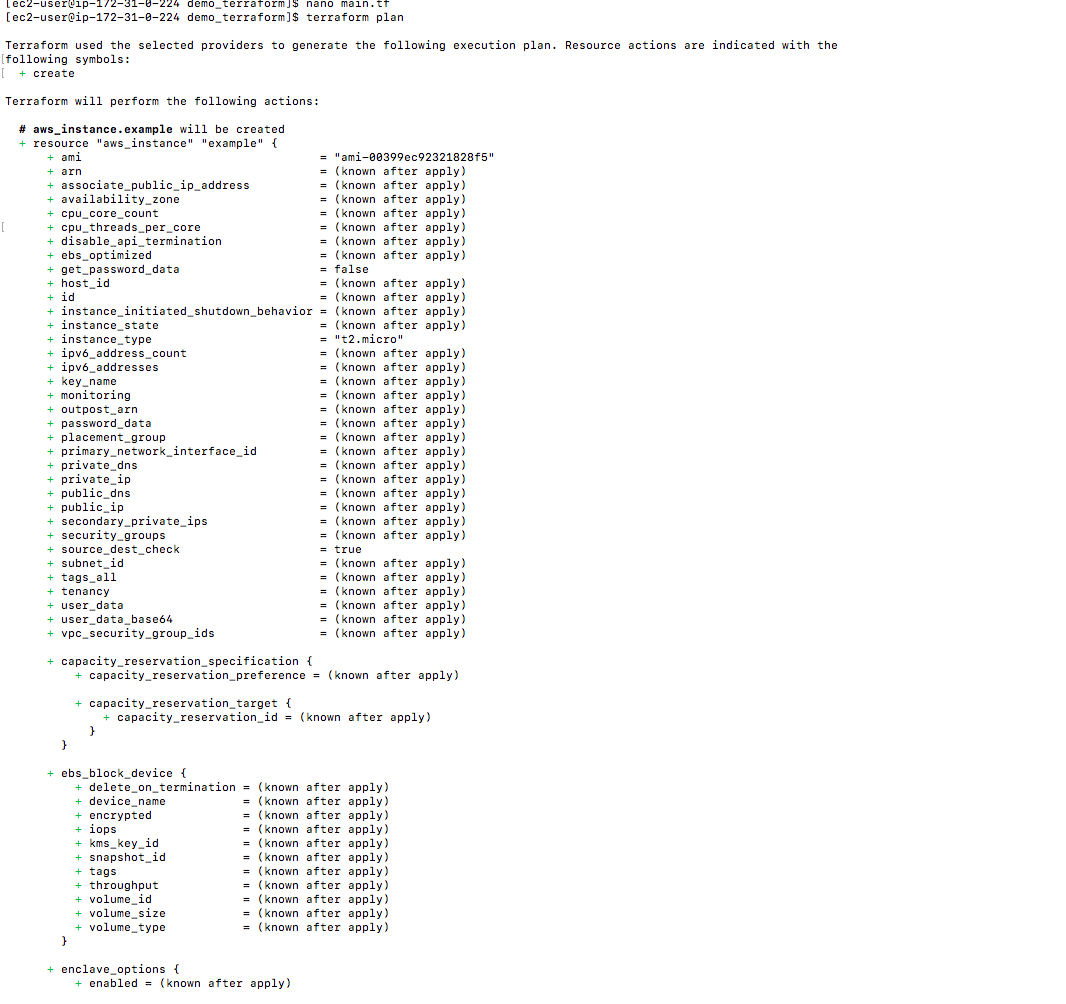 [ec2-user@ip-172-31-0-224 demo_terraform]$ nano main.tf
[ec2-user@ip-172-31-0-224 demo_terraform]$ terraform plan
Terraform used the selected providers to generate the following execution plan. Resource actions are indicated with the
[following symbols:
[ + create
Terraform will perform the following actions:
# aws_instance.example will be created
+ resource "aws_instance" "example" {
+ ami = "ami-00399ec92321828f5"
+ arn = (known after apply)
+ associate_public_ip_address = (known after apply)
+ availability_zone = (known after apply)
+ cpu_core_count = (known after apply)
[ + cpu_threads_per_core = (known after apply)
+ disable_api_termination = (known after apply)
+ ebs_optimized = (known after apply)
+ get_password_data = false
+ host_id = (known after apply)
+ id = (known after apply)
+ instance_initiated_shutdown_behavior = (known after apply)
+ instance_state = (known after apply)
+ instance_type = "t2.micro"
+ ipv6_address_count = (known after apply)
+ ipv6_addresses = (known after apply)
+ key_name = (known after apply)
+ monitoring = (known after apply)
+ outpost_arn = (known after apply)
+ password_data = (known after apply)
+ placement_group = (known after apply)
+ primary_network_interface_id = (known after apply)
+ private_dns = (known after apply)
+ private_ip = (known after apply)
+ public_dns = (known after apply)
+ public_ip = (known after apply)
+ secondary_private_ips = (known after apply)
+ security_groups = (known after apply)
+ source_dest_check = true
+ subnet_id = (known after apply)
+ tags_all = (known after apply)
+ tenancy = (known after apply)
+ user_data = (known after apply)
+ user_data_base64 = (known after apply)
+ vpc_security_group_ids = (known after apply)
+ capacity_reservation_specification {
+ capacity_reservation_preference = (known after apply)
+ capacity_reservation_target {
+ capacity_reservation_id = (known after apply)
}
}
+ ebs_block_device {
+ delete_on_termination = (known after apply)
+ device_name = (known after apply)
+ encrypted = (known after apply)
+ iops = (known after apply)
+ kms_key_id = (known after apply)
+ snapshot_id = (known after apply)
+ tags = (known after apply)
+ throughput = (known after apply)
+ volume_id = (known after apply)
+ volume_size = (known after apply)
+ volume_type = (known after apply)
}
+ enclave_options {
+ enabled = (known after apply)